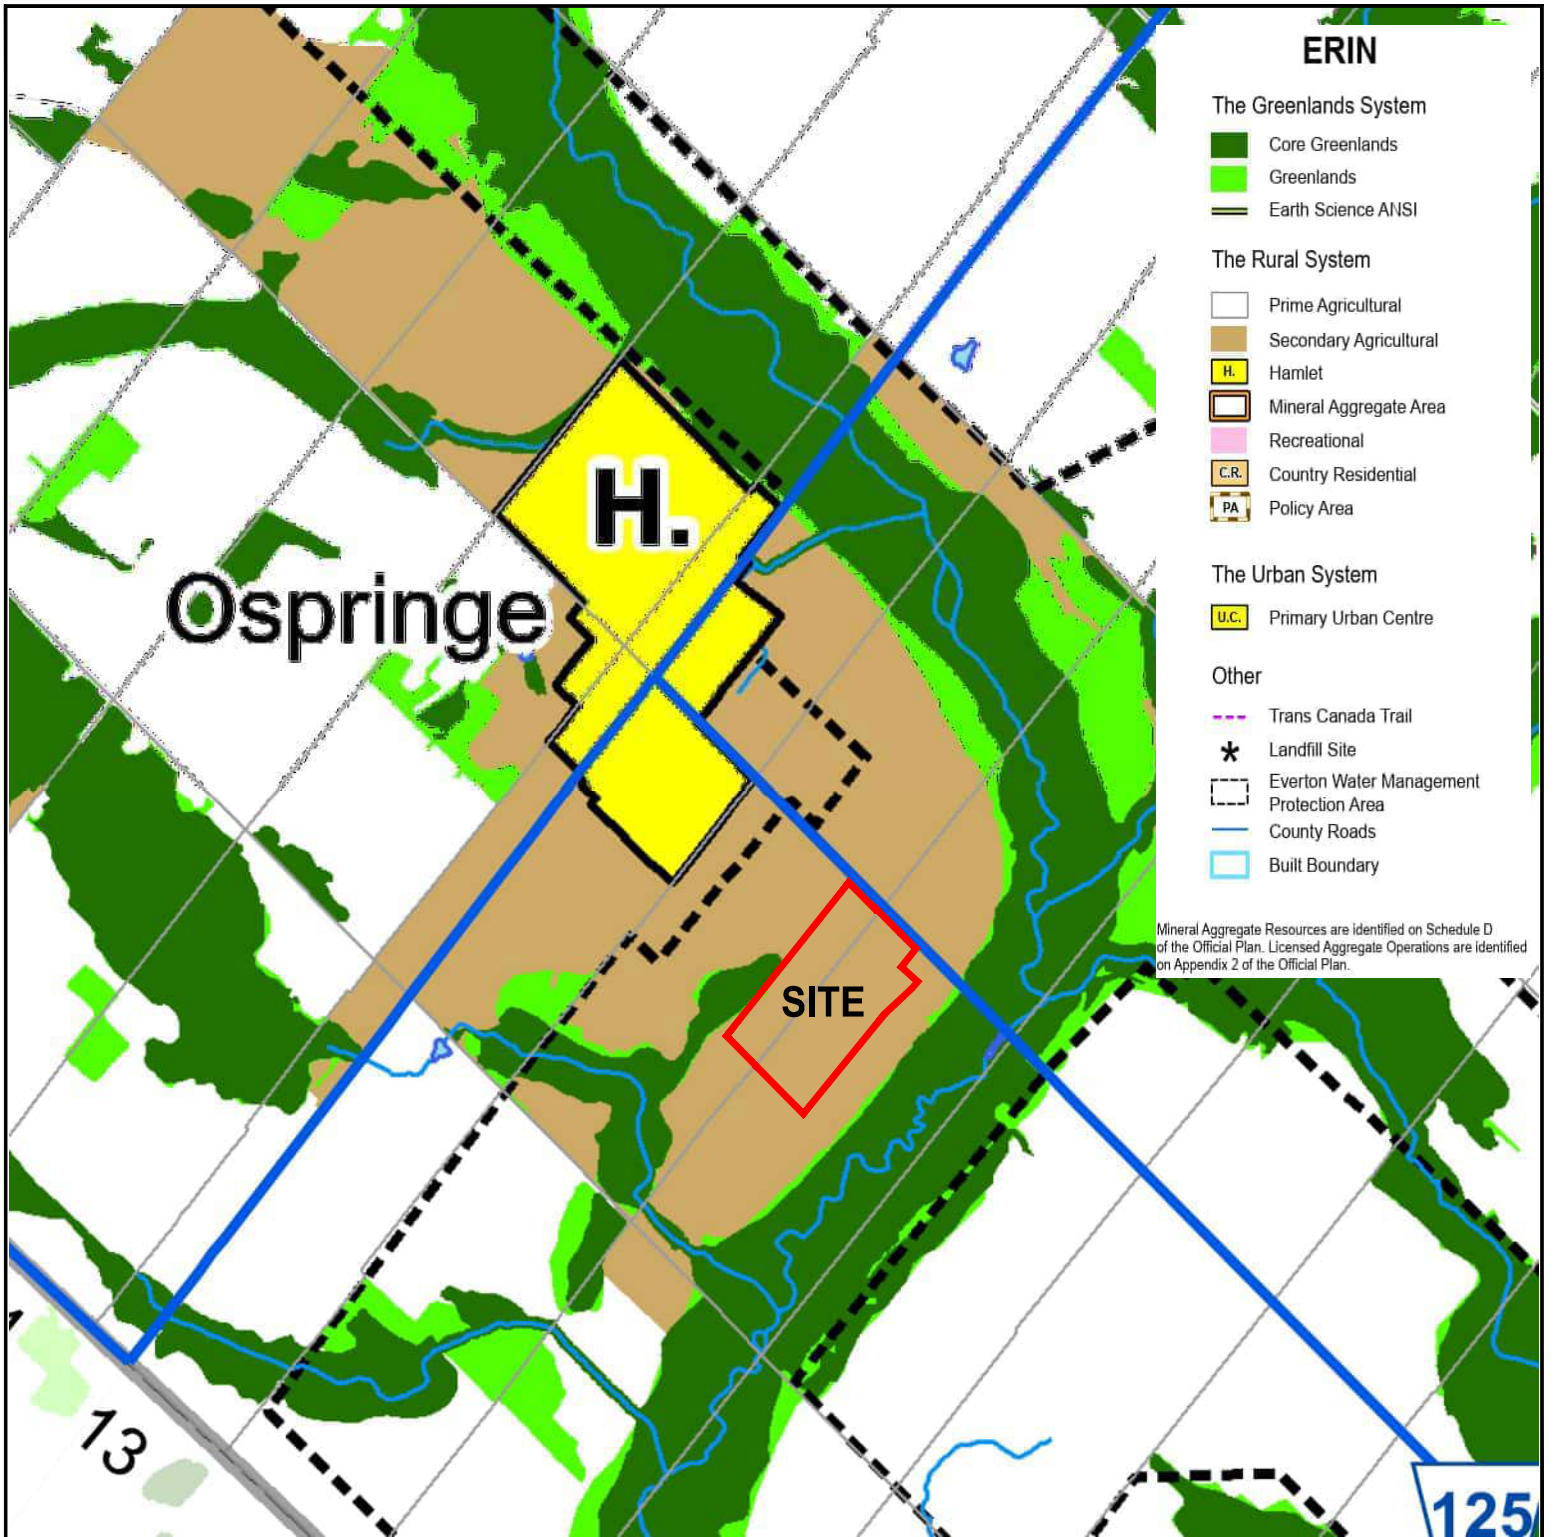 ERIN
The Greenlands System
Core Greenlands
Greenlands
Earth Science ANSI
The Rural System
Prime Agricultural
Secondary Agricultural
H. Hamlet
Mineral Aggregate Area
Recreational
C.R. Country Residential
PA Policy Area
The Urban System
U.C. Primary Urban Centre
Other
Trans Canada Trail
Landfill Site
Everton Water Management
Protection Area
County Roads
Built Boundary
Mineral Aggregate Resources are identified on Schedule D
of the Official Plan. Licensed Aggregate Operations are identified
on Appendix 2 of the Official Plan.
H.
Ospringe
SITE
13
125